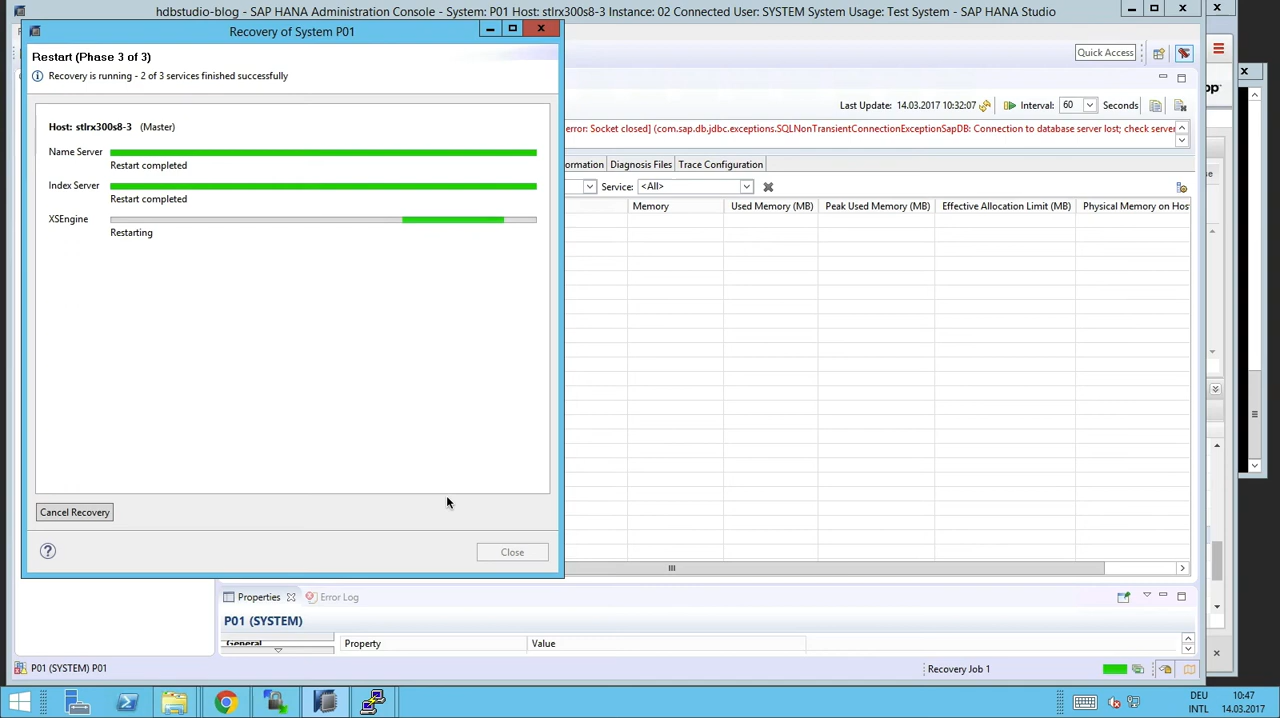 hdbstudio-blog - SAP HANA Administration Console - System: P01 Host: stlrx300s8-3 Instance: 02 Connected User: SYSTEM System Usage: Test System - SAP HANA Studio
Recovery of System P01
Restart (Phase 3 of 3)
Recovery is running - 2 of 3 services finished successfully
Host: stlrx300s8-3 (Master)
Name Server
Restart completed
Index Server
Restart completed
XSEngine
Restarting
Cancel Recovery
Close
Quick Access
Last Update: 14.03.2017 10:32:07
Interval: 60 Seconds
error: Socket closed] (com.sap.db.jdbc.exceptions.SQLNonTransientConnectionExceptionSapDB: Connection to database server lost; check server
ormation Diagnosis Files Trace Configuration
Service: <All>
Memory Used Memory (MB) Peak Used Memory (MB) Effective Allocation Limit (MB) Physical Memory on Hos
Properties Error Log
P01 (SYSTEM)
General Property Value
P01 (SYSTEM) P01
Recovery Job 1
DEU 10:47
INTL 14.03.2017